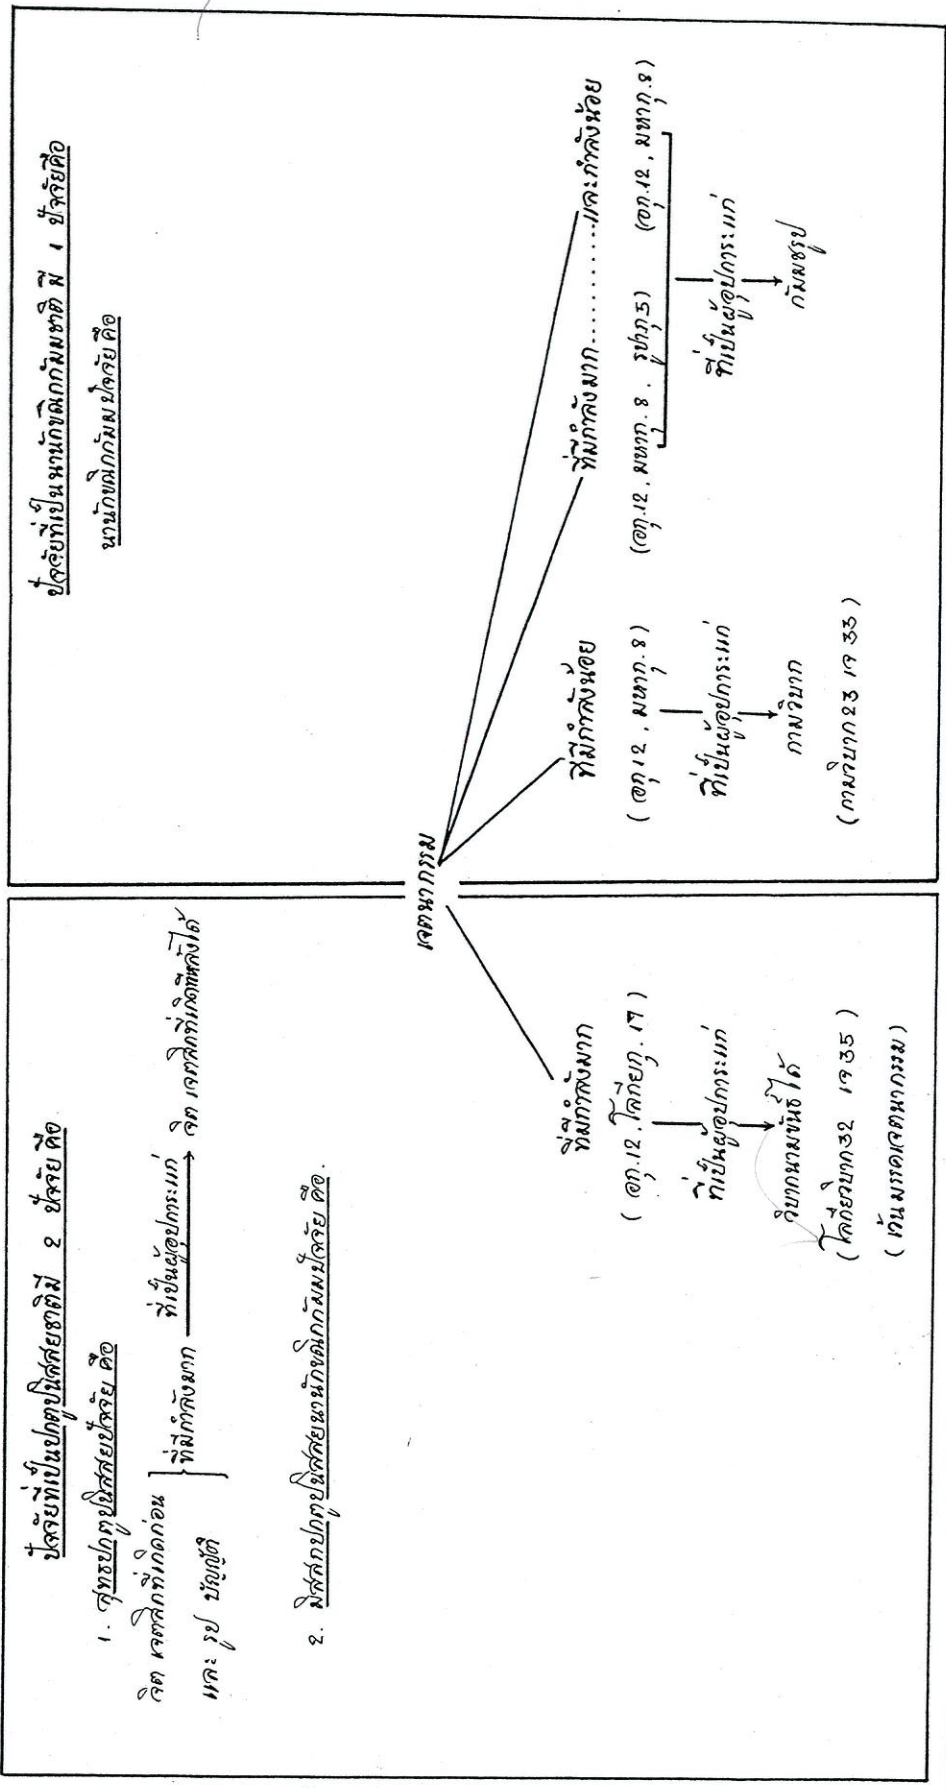 ปัจจัยที่เป็นปกตูปนิสสยชาติมี 2 ปัจจัย คือ
1. สุทธปกตูปนิสสยปัจจัย คือ
จิต เจตสิกที่เกิดก่อน
และ รูป บัญญัติ
ที่มีกำลังมาก
ที่เป็นผู้อุปการะแก่
จิต เจตสิกที่เกิดทีหลังได้
2. มิสสกปกตูปนิสสยนานักขณิกกัมมปัจจัย คือ.
เจตนากรรม
ที่มีกำลังมาก
(อกุ.12, โลกียกุ. 17)
ที่เป็นผู้อุปการะแก่
วิบากนามขันธ์ได้
(โลกียวิบาก32 เจ35)
(เว้นมรรคเจตนากรรม)
ปัจจัยที่เป็นนานักขณิกกัมมชาติ มี 1 ปัจจัยคือ
นานักขณิกกัมมปัจจัย คือ
ที่มีกำลังน้อย
(อกุ12, มหากุ.8)
ที่เป็นผู้อุปการะแก่
กามวิบาก
(กามวิบาก23 เจ33)
ที่มีกำลังมาก..........และกำลังน้อย
(อกุ.12, มหากุ. 8. รูปกุ5) (อกุ.12, มหากุ.8)
ที่เป็นผู้อุปการะแก่
กัมมชรูป